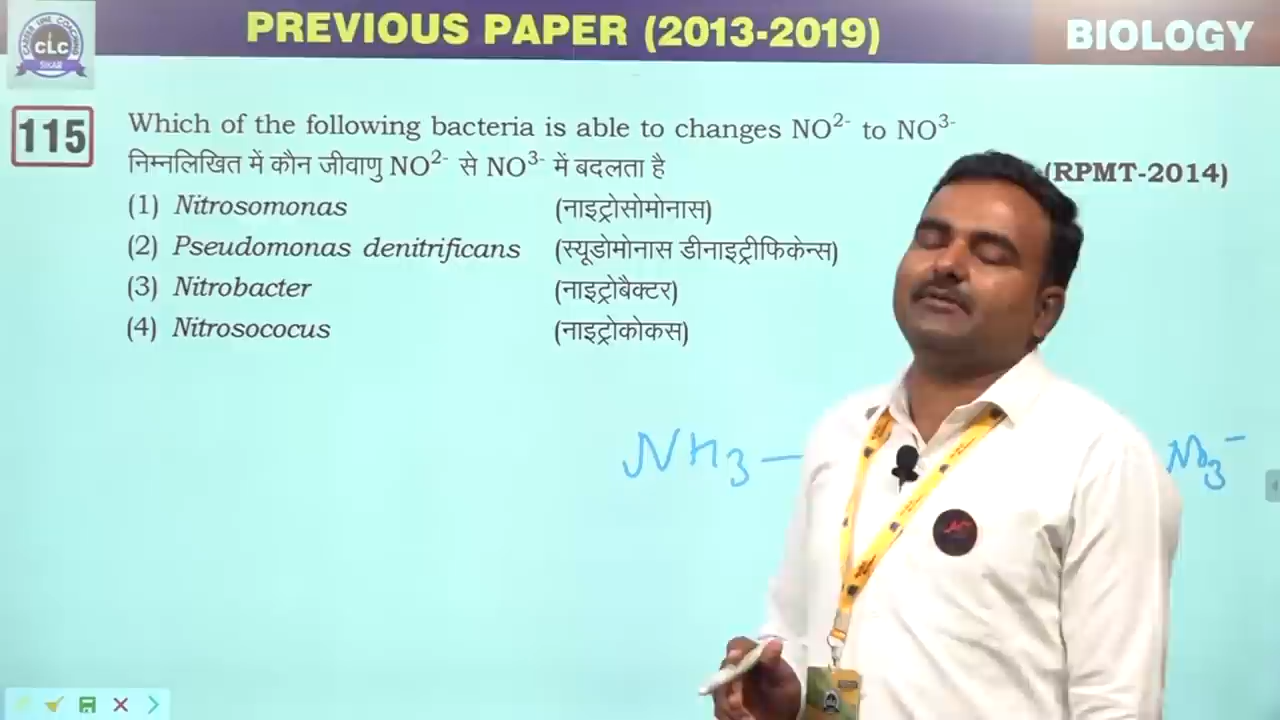 PREVIOUS PAPER (2013-2019)
BIOLOGY
CLC
SIKAR
115
Which of the following bacteria is able to changes NO²⁻ to NO³⁻
निम्नलिखित में कौन जीवाणु NO²⁻ से NO³⁻ में बदलता है
(RPMT-2014)
(1) Nitrosomonas (नाइट्रोसोमोनास)
(2) Pseudomonas denitrificans (स्यूडोमोनास डीनाइट्रीफिकेन्स)
(3) Nitrobacter (नाइट्रोबैक्टर)
(4) Nitrosococus (नाइट्रोकोकस)
NH₃ —
NO₃⁻